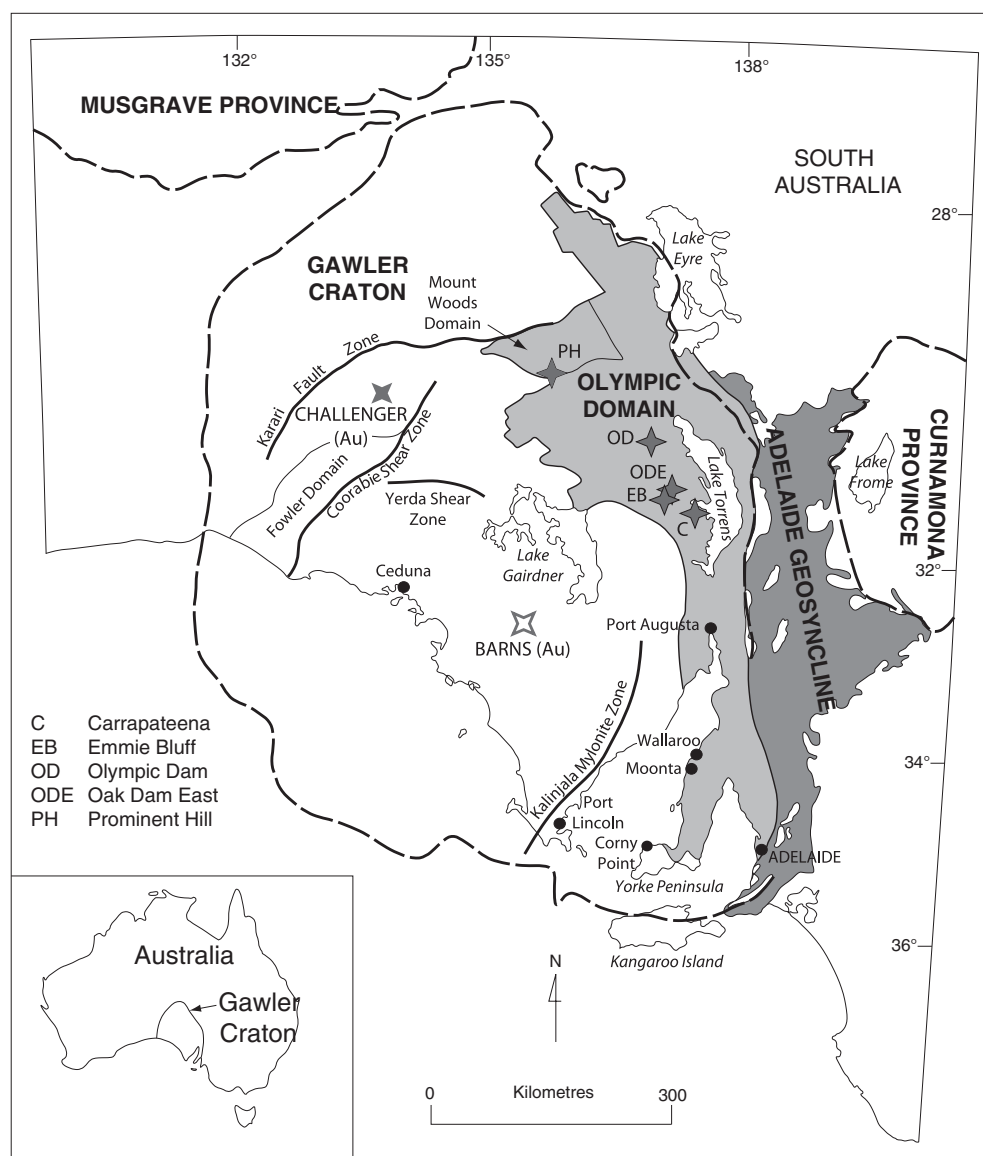 132°
135°
138°
MUSGRAVE PROVINCE
SOUTH
AUSTRALIA
28°
Lake
Eyre
GAWLER
CRATON
Mount
Woods
Domain
Karari Fault Zone
PH
CHALLENGER
(Au)
OLYMPIC
DOMAIN
OD
ODE
EB
C
Lake Torrens
Fowler Domain
Coorabie Shear Zone
Yerda Shear
Zone
Lake
Gairdner
ADELAIDE GEOSYNCLINE
CURNAMONA
PROVINCE
Lake
Frome
32°
Ceduna
BARNS (Au)
Port Augusta
Kalinjala Mylonite Zone
Wallaroo
Moonta
34°
Port
Lincoln
Corny
Point
ADELAIDE
Yorke Peninsula
Kangaroo Island
36°
C Carrapateena
EB Emmie Bluff
OD Olympic Dam
ODE Oak Dam East
PH Prominent Hill
Australia
Gawler
Craton
N
0 Kilometres 300